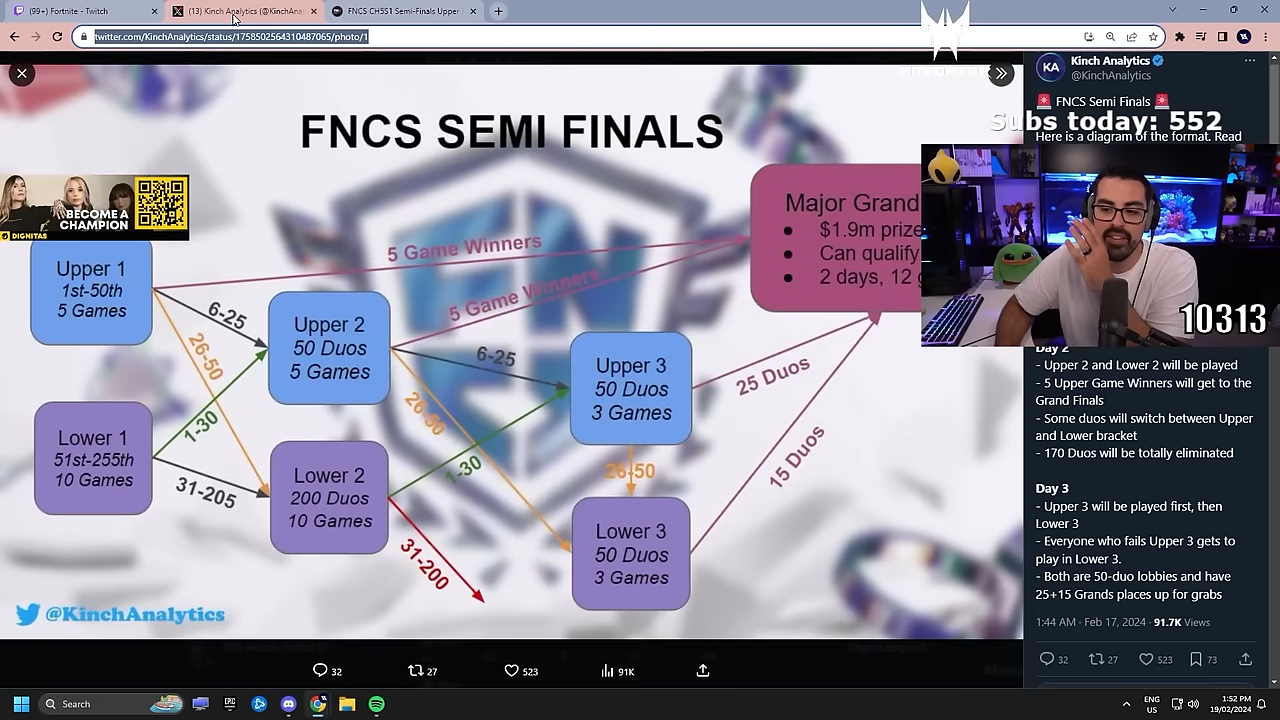 (99+) Fortnite - Twitch
(13) Kinch Analytics (@KinchAnal
FNCS CH5S1 Semi-Finals Upper
twitter.com/KinchAnalytics/status/1758502564310487065/photo/1
KA
Kinch Analytics
@KinchAnalytics
FNCS Semi Finals
Subs today: 552
Here is a diagram of the format. Read
FNCS SEMI FINALS
BECOME A
CHAMPION
DIGNITAS
Major Grand
• $1.9m prize
• Can qualify
• 2 days, 12 g
5 Game Winners
5 Game Winners
Upper 1
1st-50th
5 Games
6-25
26-50
1-30
Lower 1
51st-255th
10 Games
31-205
Upper 2
50 Duos
5 Games
6-25
26-50
Lower 2
200 Duos
10 Games
1-30
31-200
Upper 3
50 Duos
3 Games
25 Duos
26-50
Lower 3
50 Duos
3 Games
15 Duos
@KinchAnalytics
10313
Day 2
- Upper 2 and Lower 2 will be played
- 5 Upper Game Winners will get to the
Grand Finals
- Some duos will switch between Upper
and Lower bracket
- 170 Duos will be totally eliminated
Day 3
- Upper 3 will be played first, then
Lower 3
- Everyone who fails Upper 3 gets to
play in Lower 3.
- Both are 50-duo lobbies and have
25+15 Grands places up for grabs
1:44 AM · Feb 17, 2024 · 91.7K Views
32
27
523
73
32
27
523
91K
Search
EPIC
ENG
US
1:52 PM
19/02/2024